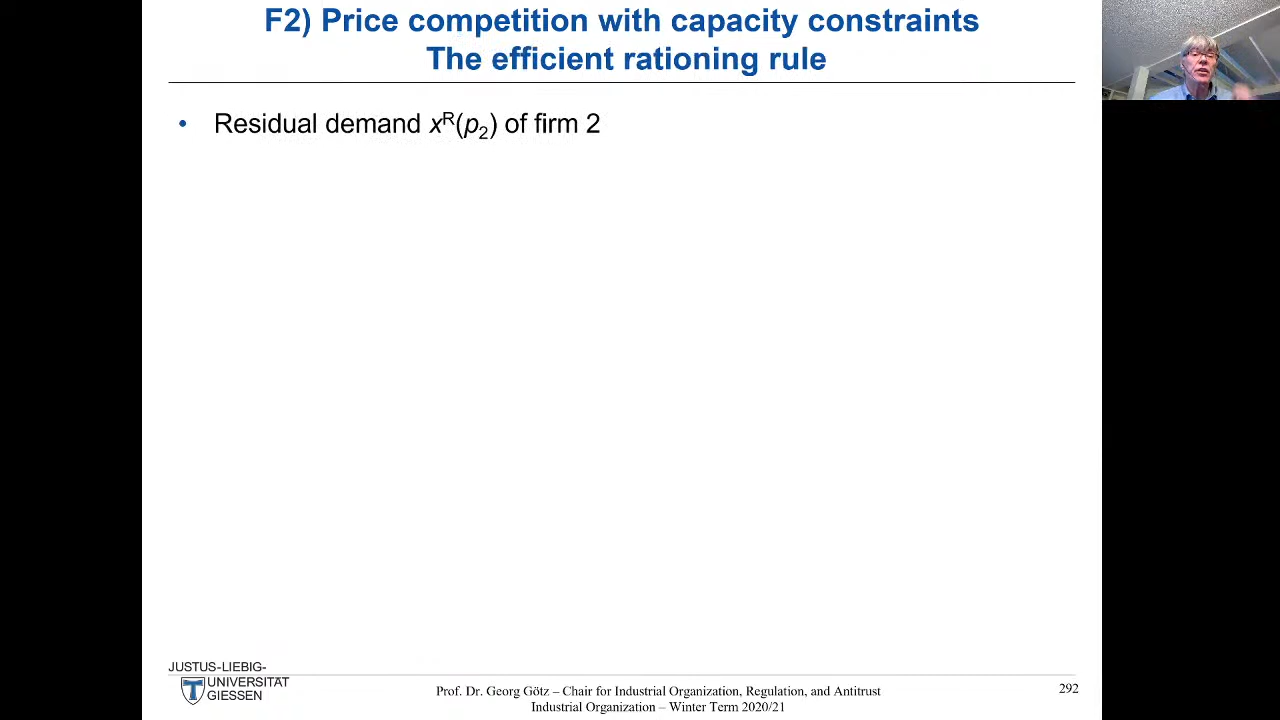 F2) Price competition with capacity constraints
The efficient rationing rule
• Residual demand xᴿ(p₂) of firm 2
JUSTUS-LIEBIG-
UNIVERSITÄT
GIESSEN
Prof. Dr. Georg Götz – Chair for Industrial Organization, Regulation, and Antitrust
Industrial Organization – Winter Term 2020/21
292